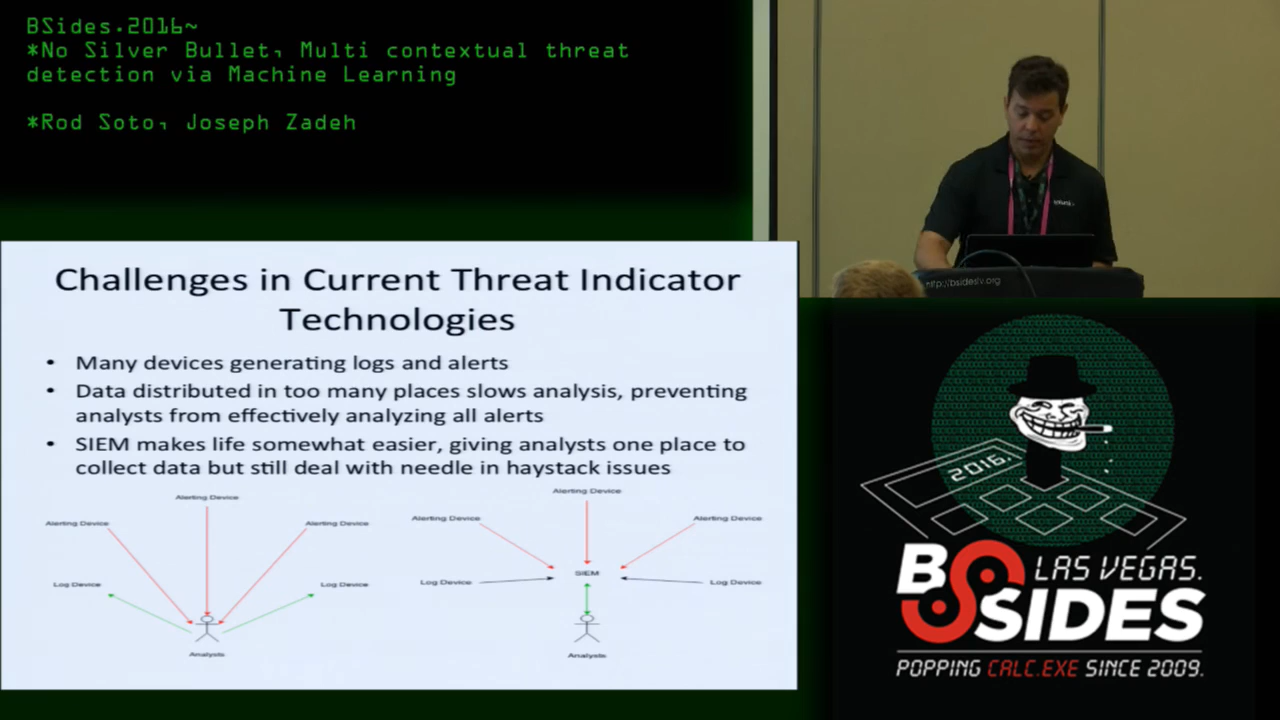 BSides.2016~
*No Silver Bullet, Multi contextual threat
detection via Machine Learning
*Rod Soto, Joseph Zadeh
http://bsideslv.org
Challenges in Current Threat Indicator
Technologies
• Many devices generating logs and alerts
• Data distributed in too many places slows analysis, preventing
analysts from effectively analyzing all alerts
• SIEM makes life somewhat easier, giving analysts one place to
collect data but still deal with needle in haystack issues
Alerting Device
Alerting Device
Alerting Device
Log Device
Log Device
Analysts
Alerting Device
Alerting Device
Alerting Device
SIEM
Log Device
Log Device
Analysts
2016.
BSIDES
LAS VEGAS.
POPPING CALC.EXE SINCE 2009.